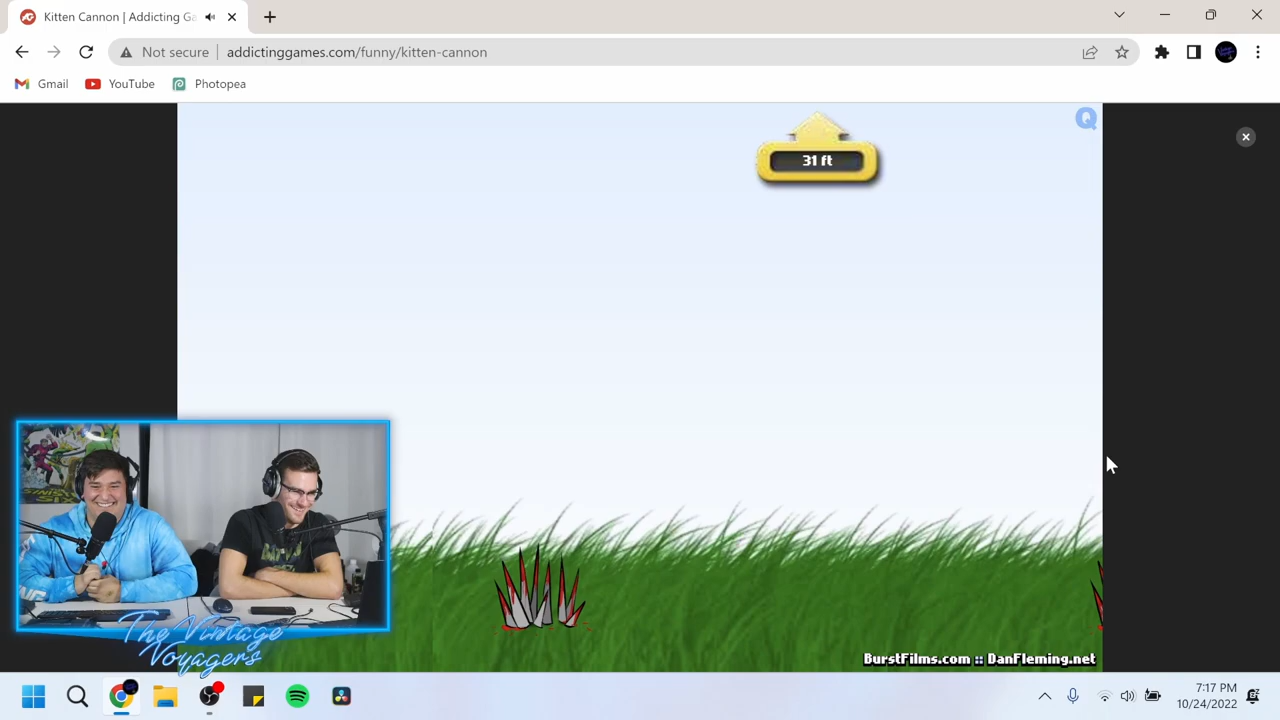 Kitten Cannon | Addicting Ga
Not secure
addictinggames.com/funny/kitten-cannon
Gmail
YouTube
Photopea
Q
31 ft
The Vintage
Voyagers
BurstFilms.com :: DanFleming.net
7:17 PM
10/24/2022